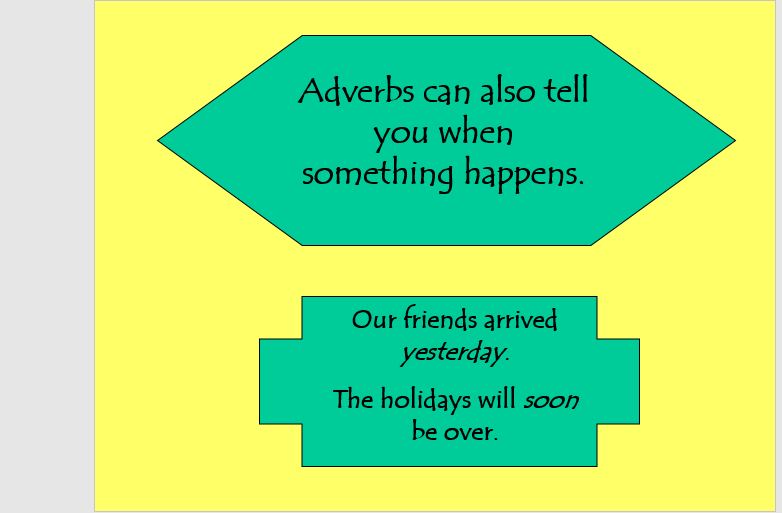 Adverbs can also tell
you when
something happens.
Our friends arrived
yesterday.
The holidays will soon
be over.